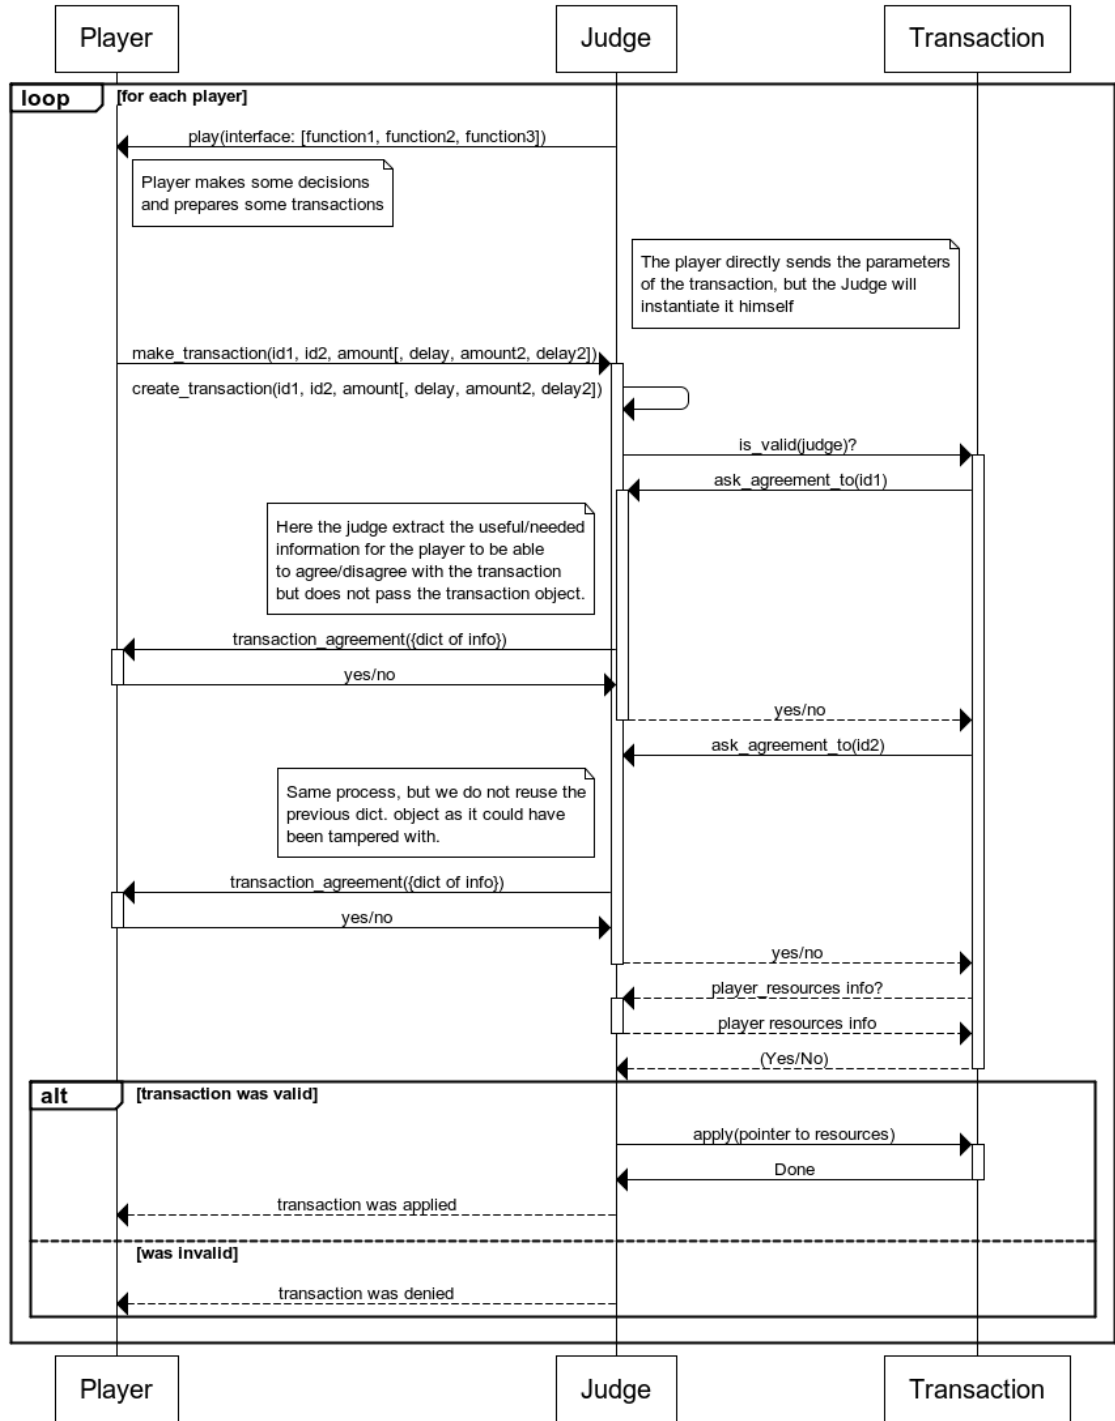 Player
Judge
Transaction
loop
[for each player]
play(interface: [function1, function2, function3])
Player makes some decisions
and prepares some transactions
The player directly sends the parameters
of the transaction, but the Judge will
instantiate it himself
make_transaction(id1, id2, amount[, delay, amount2, delay2])
create_transaction(id1, id2, amount[, delay, amount2, delay2])
is_valid(judge)?
ask_agreement_to(id1)
Here the judge extract the useful/needed
information for the player to be able
to agree/disagree with the transaction
but does not pass the transaction object.
transaction_agreement({dict of info})
yes/no
yes/no
ask_agreement_to(id2)
Same process, but we do not reuse the
previous dict. object as it could have
been tampered with.
transaction_agreement({dict of info})
yes/no
yes/no
player_resources info?
player resources info
(Yes/No)
alt
[transaction was valid]
apply(pointer to resources)
Done
transaction was applied
[was invalid]
transaction was denied
Player
Judge
Transaction